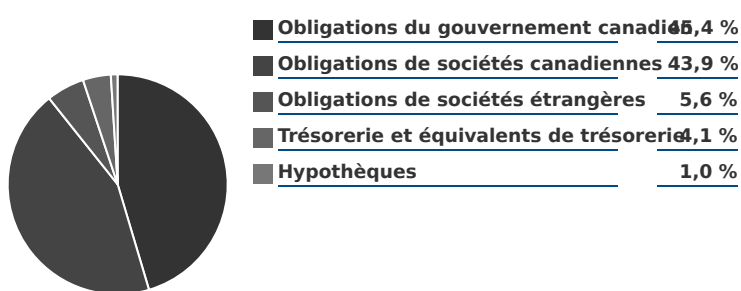 Obligations du gouvernement canadien 45,4 %
Obligations de sociétés canadiennes 43,9 %
Obligations de sociétés étrangères 5,6 %
Trésorerie et équivalents de trésorerie 4,1 %
Hypothèques 1,0 %